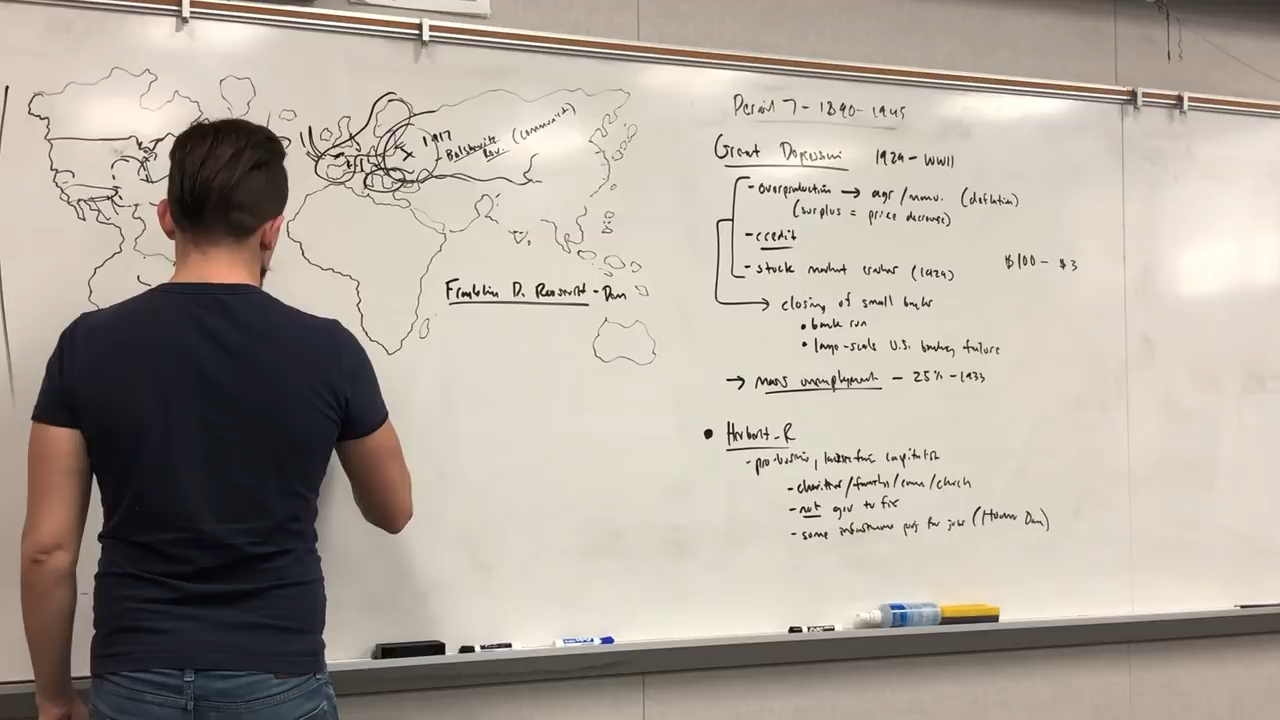 1917
Bolshevik
Rev. (communist)
Franklin D. Roosevelt - Dem
Period 7 - 1890-1945
Great Depression 1929 - WWII
- overproduction → agr/manu. (deflation)
(surplus = price decrease)
- credit
- stock market crashes (1929)
$100 - $3
→ closing of small banks
• bank run
• large-scale U.S. banking failure
→ mass unemployment - 25% - 1933
• Herbert - R
- pro-business, laissez faire capitalist
- charities/families/comm/church
- not gov to fix
- some infrastructure proj for jobs (Hoover Dam)